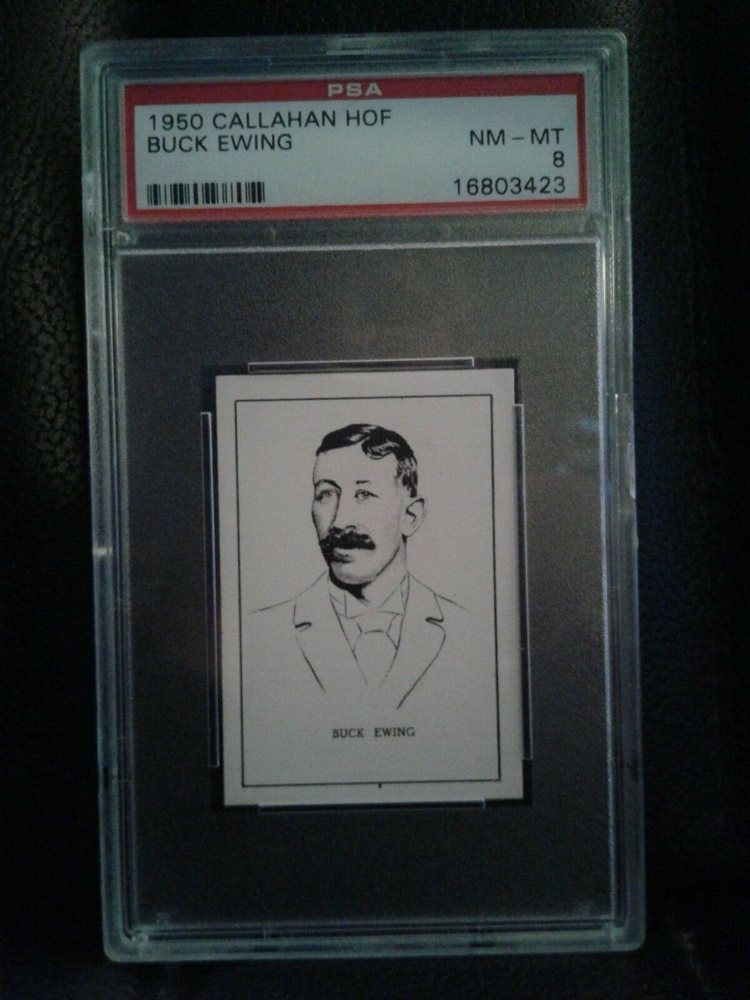 PSA
1950 CALLAHAN HOF
BUCK EWING NM – MT
8
16803423
BUCK EWING